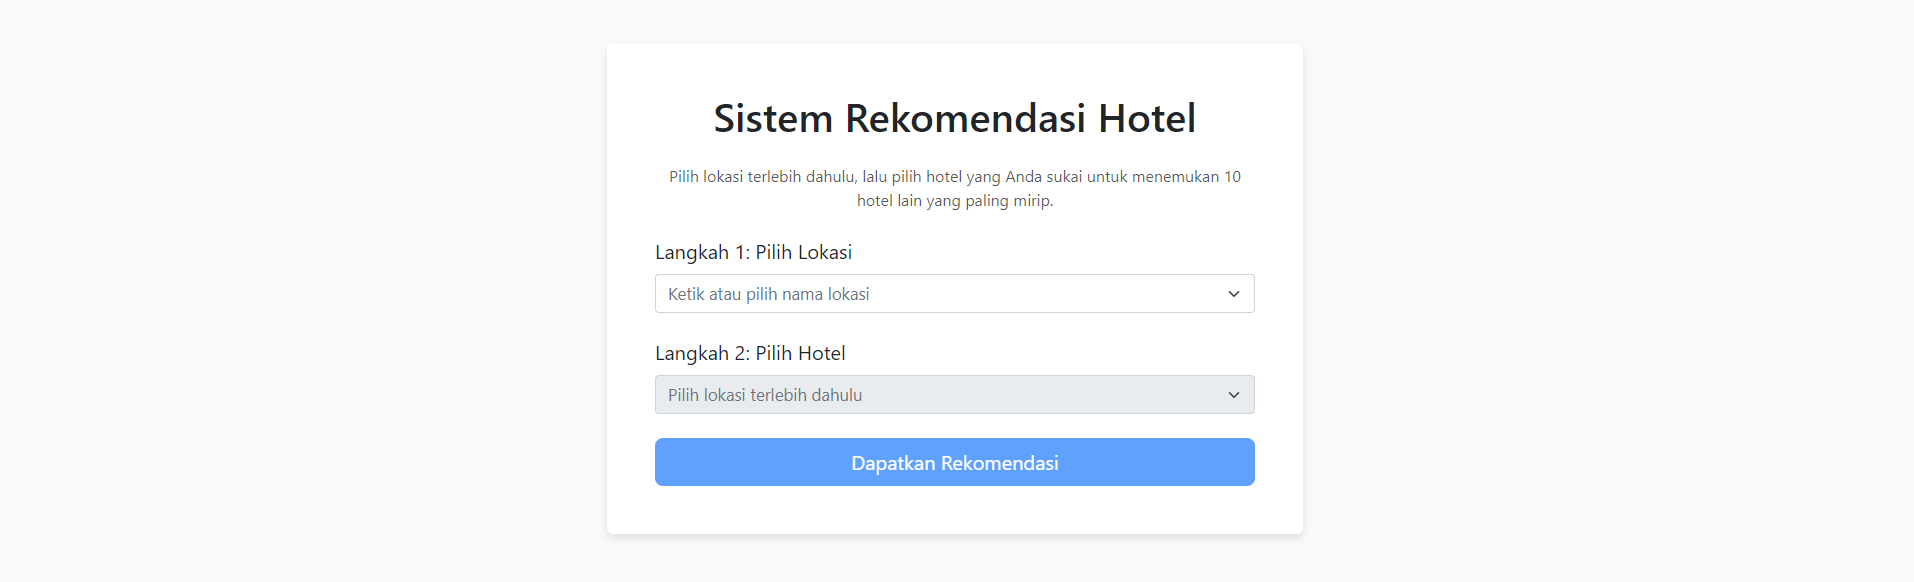 Sistem Rekomendasi Hotel
Pilih lokasi terlebih dahulu, lalu pilih hotel yang Anda sukai untuk menemukan 10
hotel lain yang paling mirip.
Langkah 1: Pilih Lokasi
Ketik atau pilih nama lokasi
Langkah 2: Pilih Hotel
Pilih lokasi terlebih dahulu
Dapatkan Rekomendasi